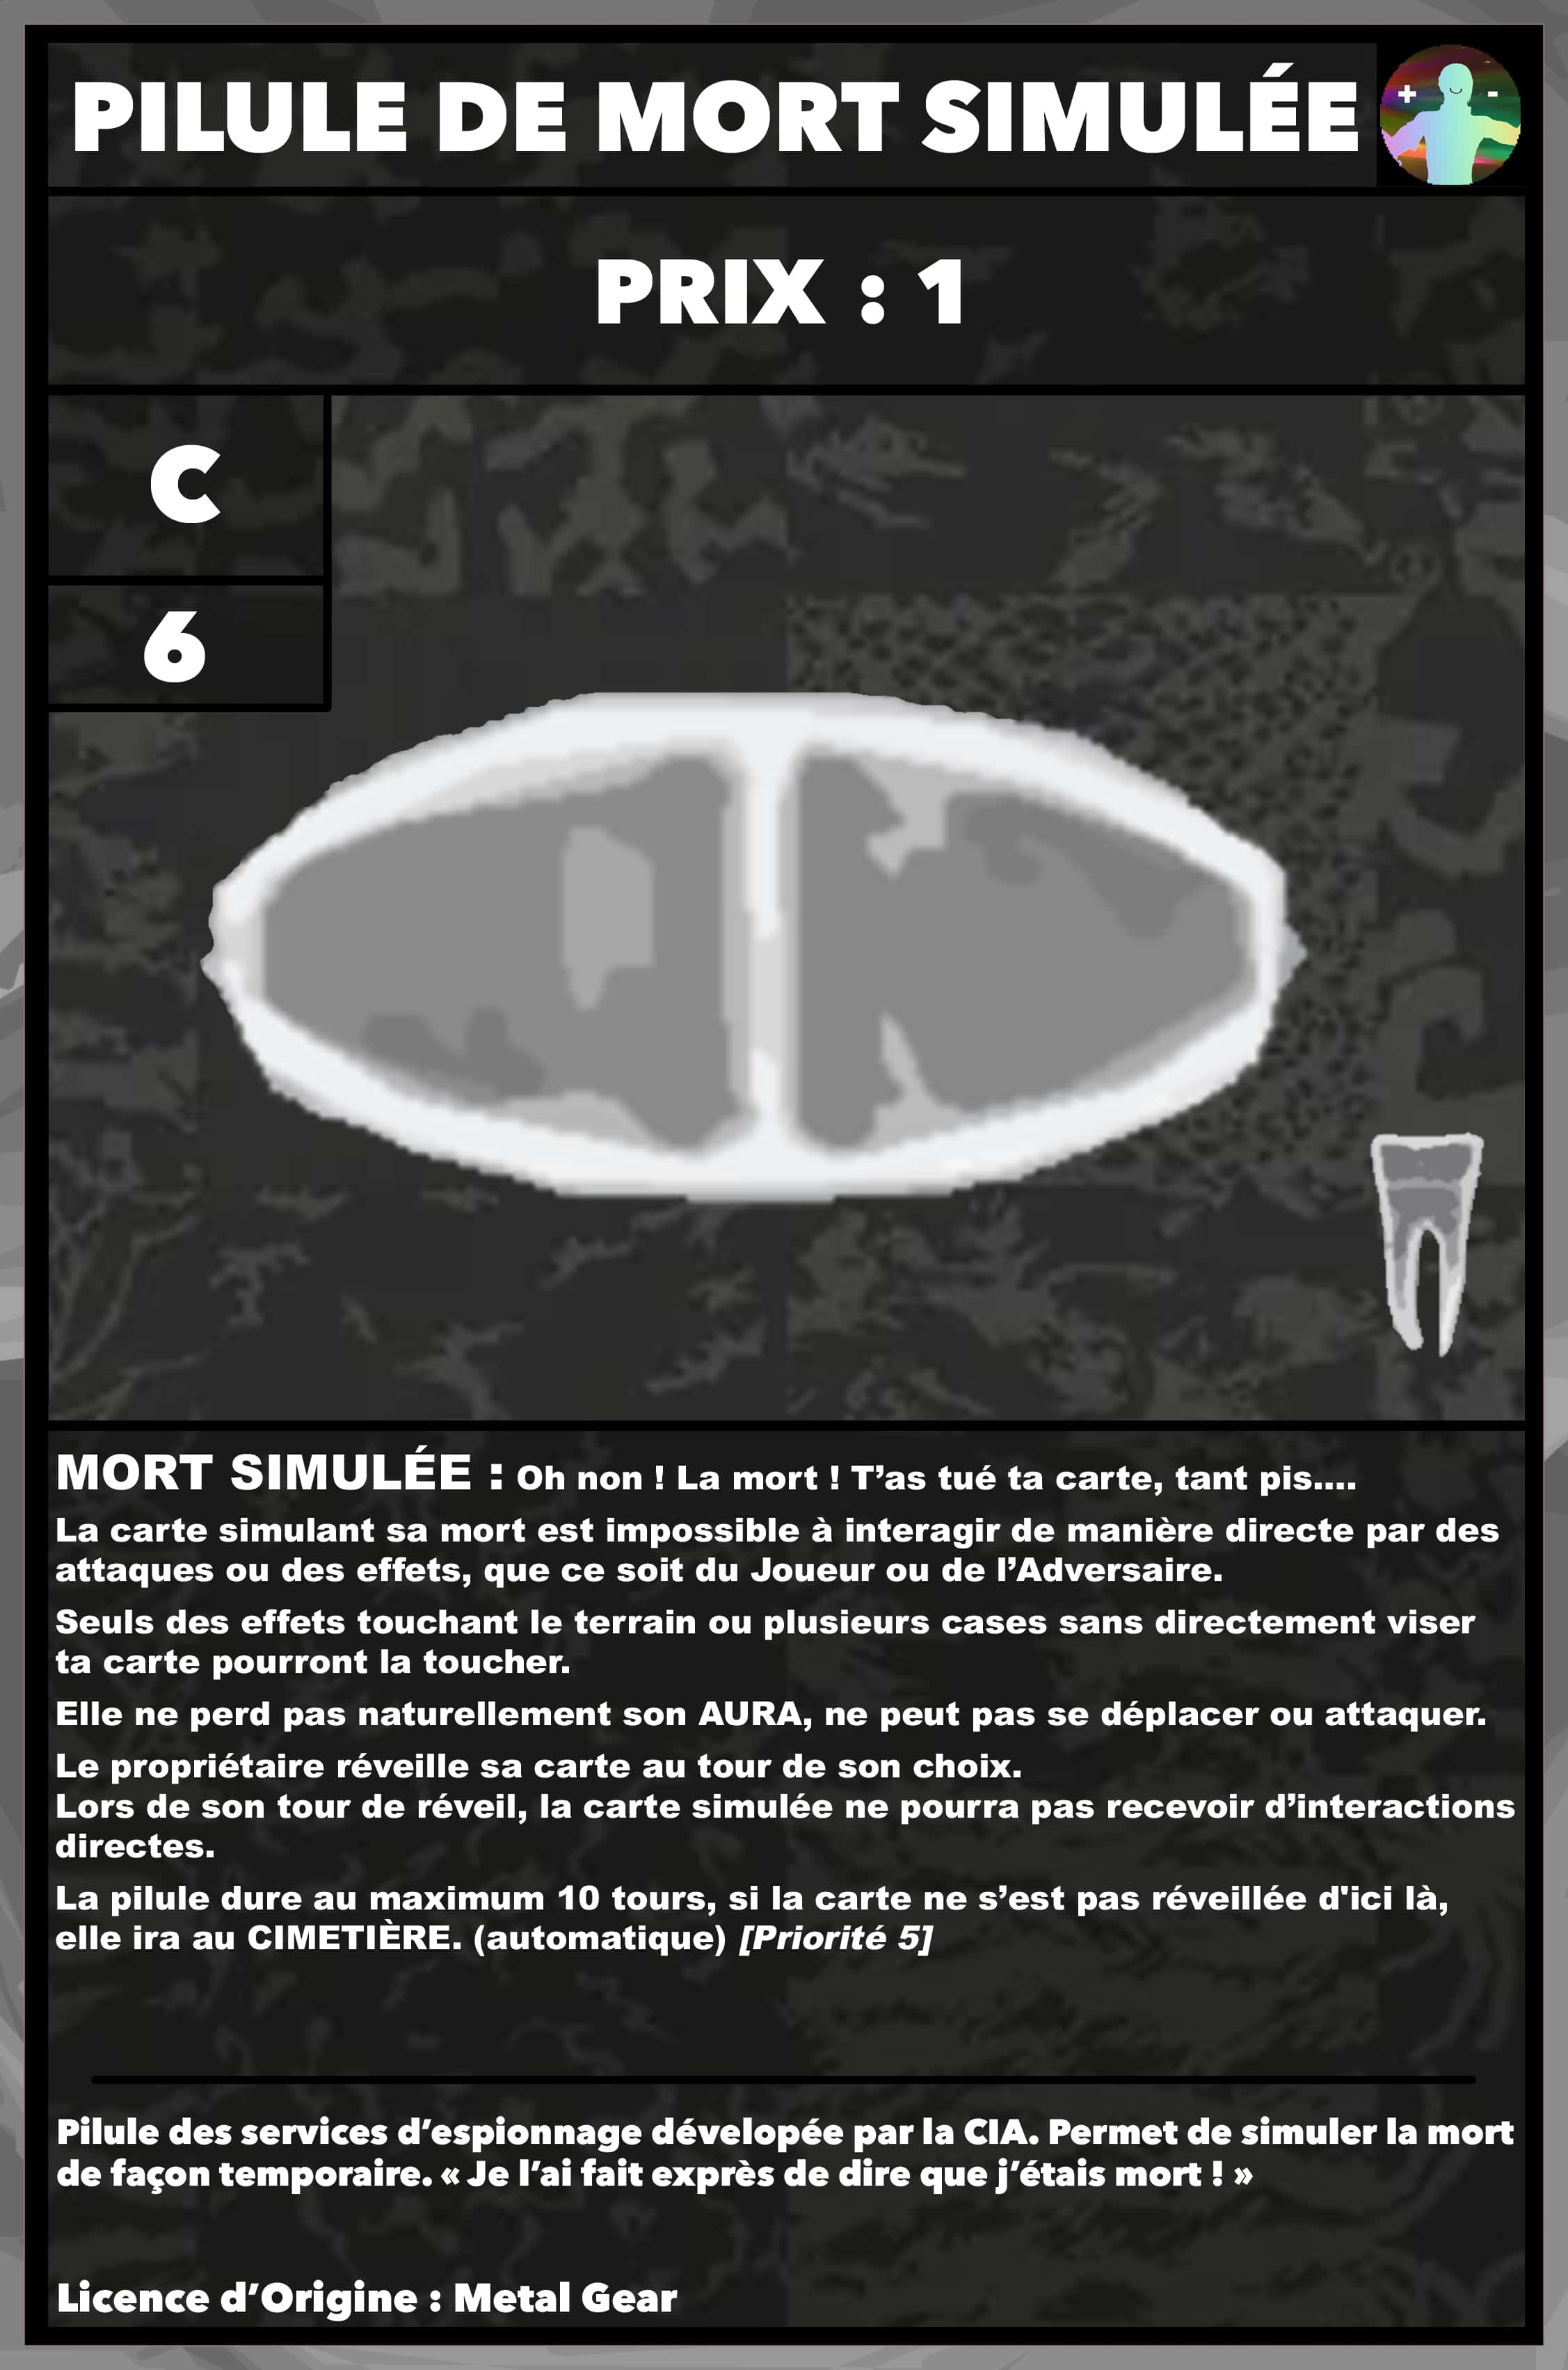 PILULE DE MORT SIMULÉE
+ -
PRIX : 1
C
6
MORT SIMULÉE : Oh non ! La mort ! T’as tué ta carte, tant pis....
La carte simulant sa mort est impossible à interagir de manière directe par des
attaques ou des effets, que ce soit du Joueur ou de l’Adversaire.
Seuls des effets touchant le terrain ou plusieurs cases sans directement viser
ta carte pourront la toucher.
Elle ne perd pas naturellement son AURA, ne peut pas se déplacer ou attaquer.
Le propriétaire réveille sa carte au tour de son choix.
Lors de son tour de réveil, la carte simulée ne pourra pas recevoir d’interactions
directes.
La pilule dure au maximum 10 tours, si la carte ne s’est pas réveillée d'ici là,
elle ira au CIMETIÈRE. (automatique) [Priorité 5]
Pilule des services d’espionnage dévelopée par la CIA. Permet de simuler la mort
de façon temporaire. « Je l’ai fait exprès de dire que j’étais mort ! »
Licence d’Origine : Metal Gear